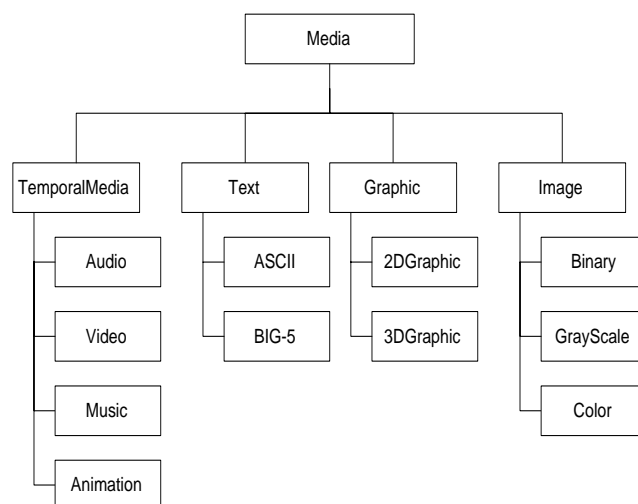 Media
TemporalMedia
Text
Graphic
Image
Audio
ASCII
2DGraphic
Binary
Video
BIG-5
3DGraphic
GrayScale
Music
Color
Animation